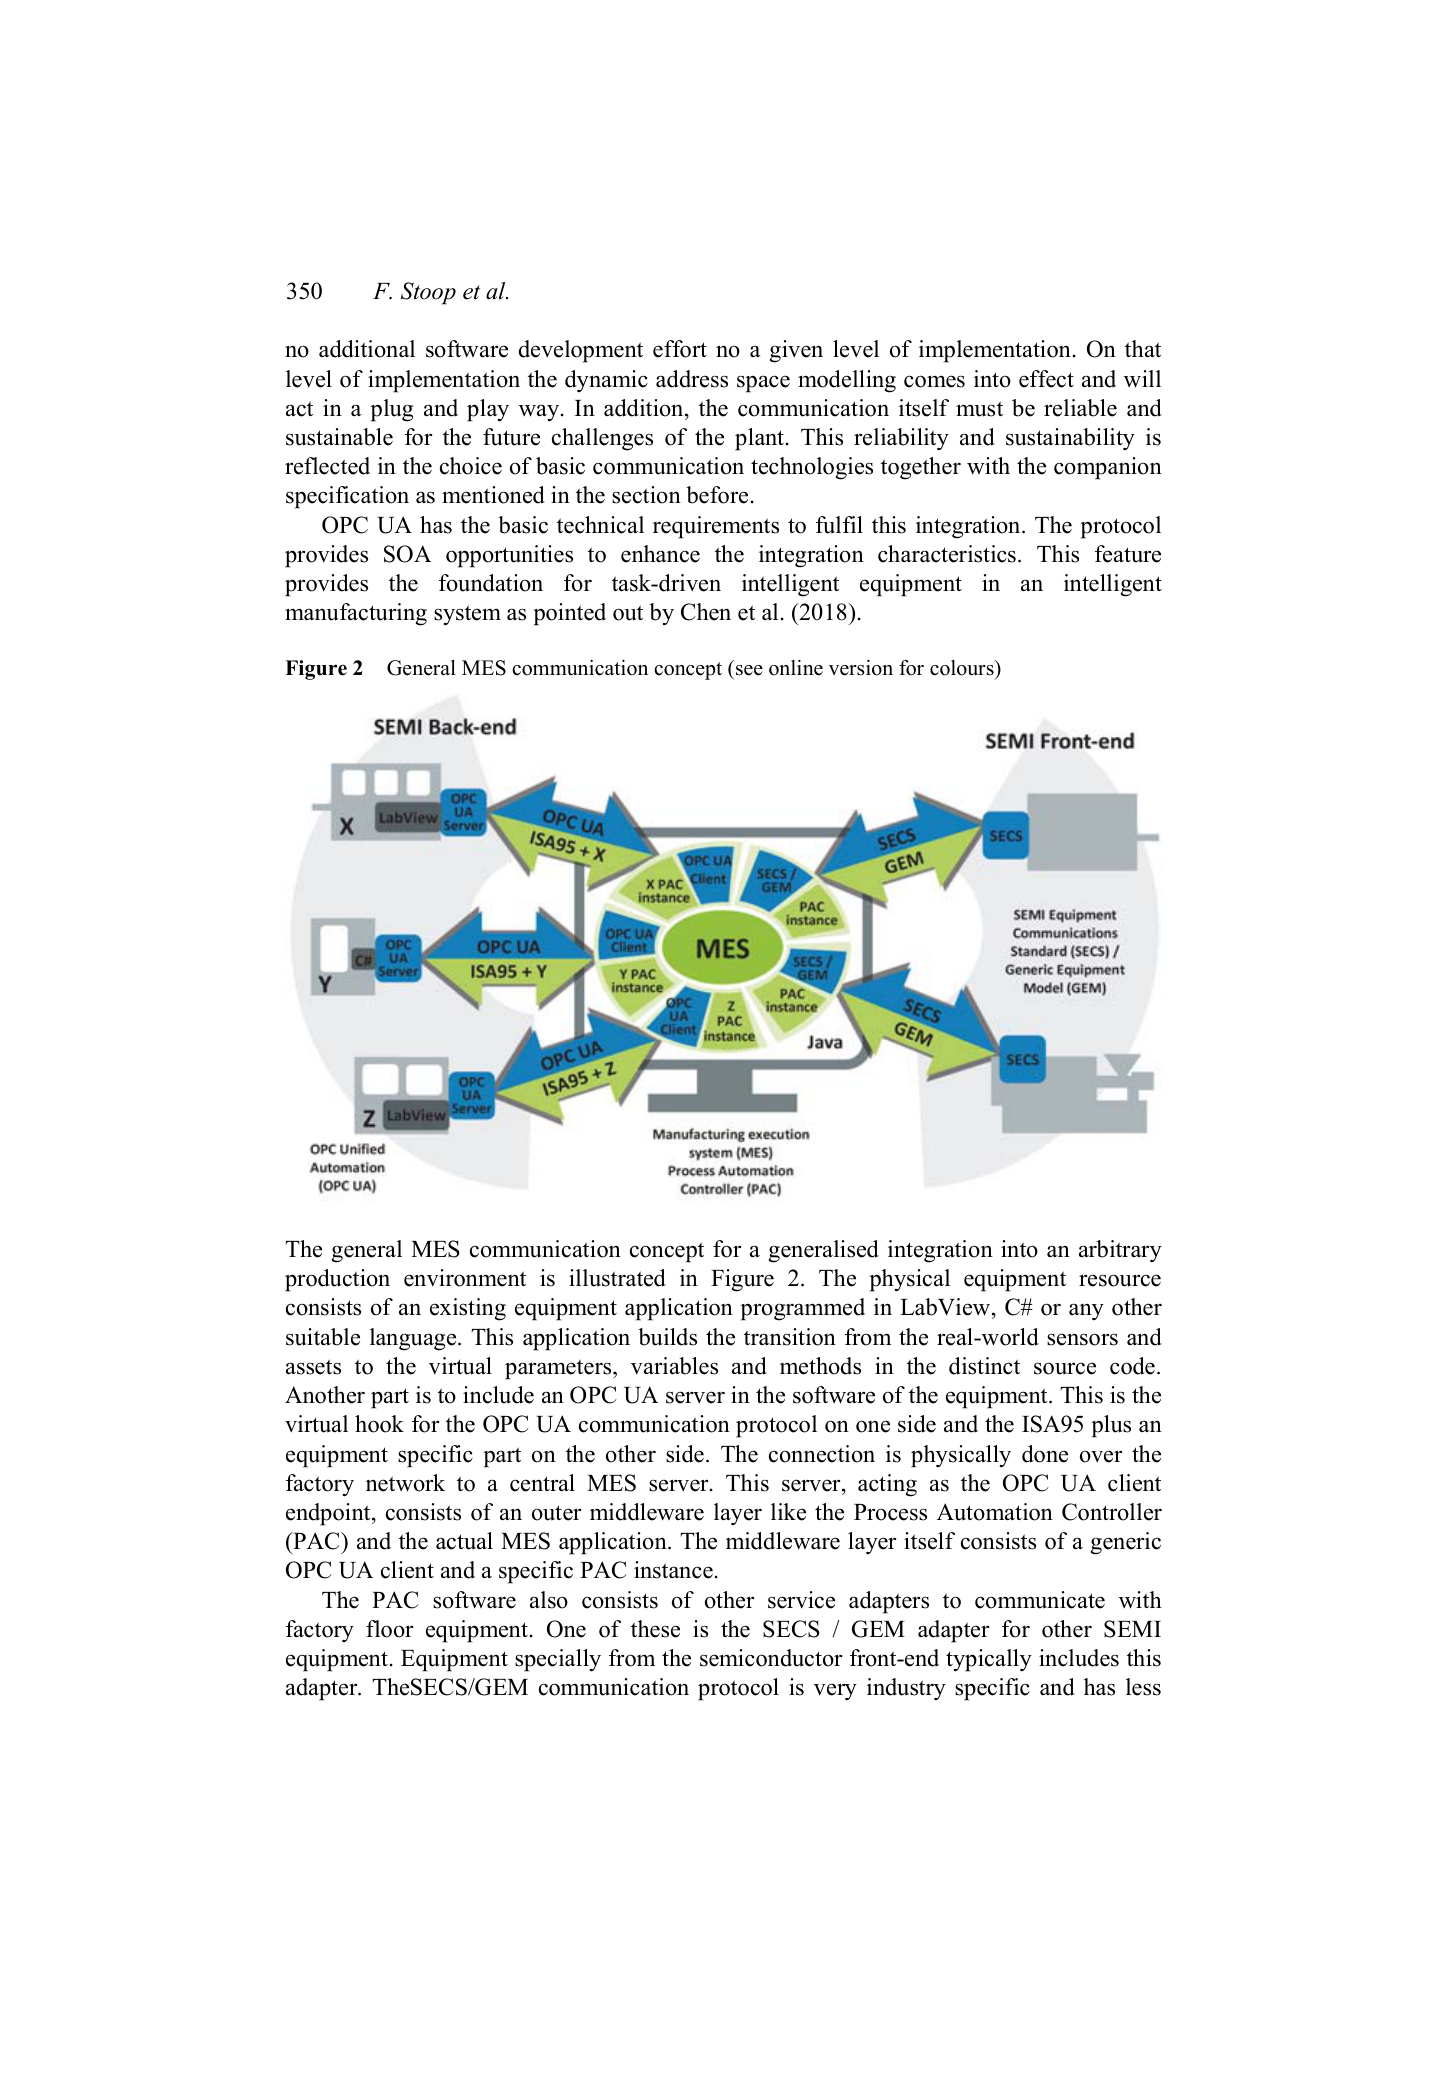 350 F. Stoop et al.
no additional software development effort no a given level of implementation. On that
level of implementation the dynamic address space modelling comes into effect and will
act in a plug and play way. In addition, the communication itself must be reliable and
sustainable for the future challenges of the plant. This reliability and sustainability is
reflected in the choice of basic communication technologies together with the companion
specification as mentioned in the section before.
OPC UA has the basic technical requirements to fulfil this integration. The protocol
provides SOA opportunities to enhance the integration characteristics. This feature
provides the foundation for task-driven intelligent equipment in an intelligent
manufacturing system as pointed out by Chen et al. (2018).
Figure 2 General MES communication concept (see online version for colours)
SEMI Back-end
X
LabView
OPC
UA
Server
OPC UA
ISA95 + X
Y
C#
OPC
UA
Server
OPC UA
ISA95 + Y
Z
LabView
OPC
UA
Server
OPC UA
ISA95 + Z
OPC Unified
Automation
(OPC UA)
X PAC
instance
OPC UA
Client
SECS /
GEM
PAC
instance
OPC UA
Client
Y PAC
instance
MES
SECS /
GEM
PAC
instance
OPC
UA
Client
Z
PAC
instance
Java
Manufacturing execution
system (MES)
Process Automation
Controller (PAC)
SEMI Front-end
SECS
GEM
SECS
SEMI Equipment
Communications
Standard (SECS) /
Generic Equipment
Model (GEM)
SECS
GEM
SECS
The general MES communication concept for a generalised integration into an arbitrary
production environment is illustrated in Figure 2. The physical equipment resource
consists of an existing equipment application programmed in LabView, C# or any other
suitable language. This application builds the transition from the real-world sensors and
assets to the virtual parameters, variables and methods in the distinct source code.
Another part is to include an OPC UA server in the software of the equipment. This is the
virtual hook for the OPC UA communication protocol on one side and the ISA95 plus an
equipment specific part on the other side. The connection is physically done over the
factory network to a central MES server. This server, acting as the OPC UA client
endpoint, consists of an outer middleware layer like the Process Automation Controller
(PAC) and the actual MES application. The middleware layer itself consists of a generic
OPC UA client and a specific PAC instance.
The PAC software also consists of other service adapters to communicate with
factory floor equipment. One of these is the SECS / GEM adapter for other SEMI
equipment. Equipment specially from the semiconductor front-end typically includes this
adapter. TheSECS/GEM communication protocol is very industry specific and has less